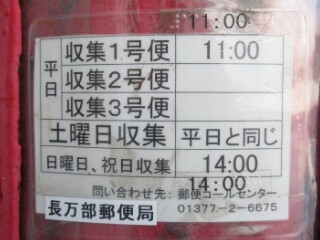 11:00
平日 収集1号便 11:00
収集2号便
収集3号便
土曜日収集 平日と同じ
日曜日、祝日収集 14:00
14:00
問い合わせ先: 郵便コールセンター
長万部郵便局 01377-2-6675